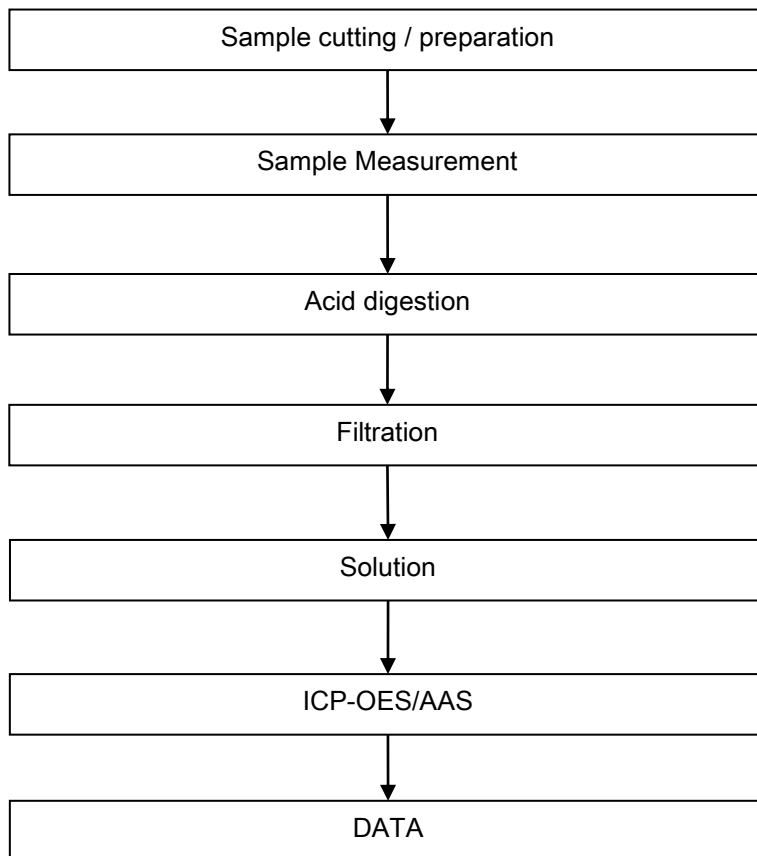 Sample cutting / preparation
Sample Measurement
Acid digestion
Filtration
Solution
ICP-OES/AAS
DATA